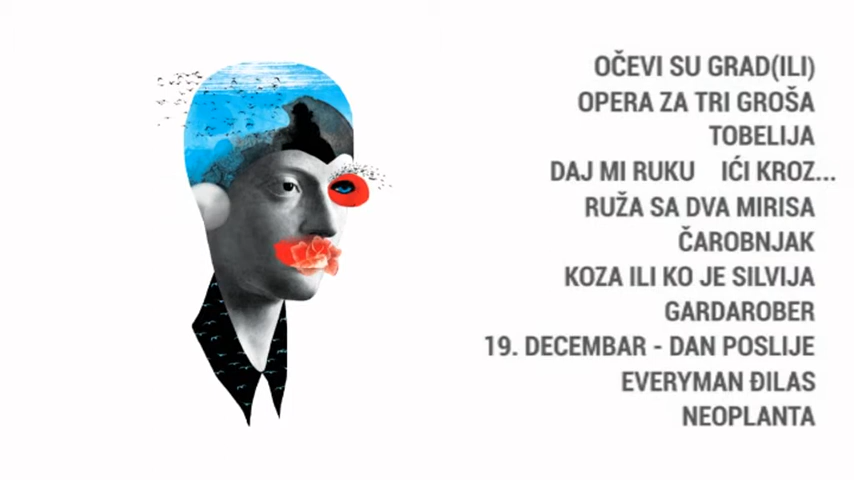 OČEVI SU GRAD(ILI)
OPERA ZA TRI GROŠA
TOBELIJA
DAJ MI RUKU IĆI KROZ...
RUŽA SA DVA MIRISA
ČAROBNJAK
KOZA ILI KO JE SILVIJA
GARDAROBER
19. DECEMBAR - DAN POSLIJE
EVERYMAN ĐILAS
NEOPLANTA